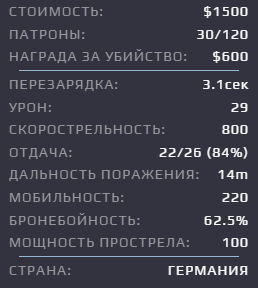 СТОИМОСТЬ: $1500
ПАТРОНЫ: 30/120
НАГРАДА ЗА УБИЙСТВО: $600
ПЕРЕЗАРЯДКА: 3.1сек
УРОН: 29
СКОРОСТРЕЛЬНОСТЬ: 800
ОТДАЧА: 22/26 (84%)
ДАЛЬНОСТЬ ПОРАЖЕНИЯ: 14m
МОБИЛЬНОСТЬ: 220
БРОНЕБОЙНОСТЬ: 62.5%
МОЩНОСТЬ ПРОСТРЕЛА: 100
СТРАНА: ГЕРМАНИЯ